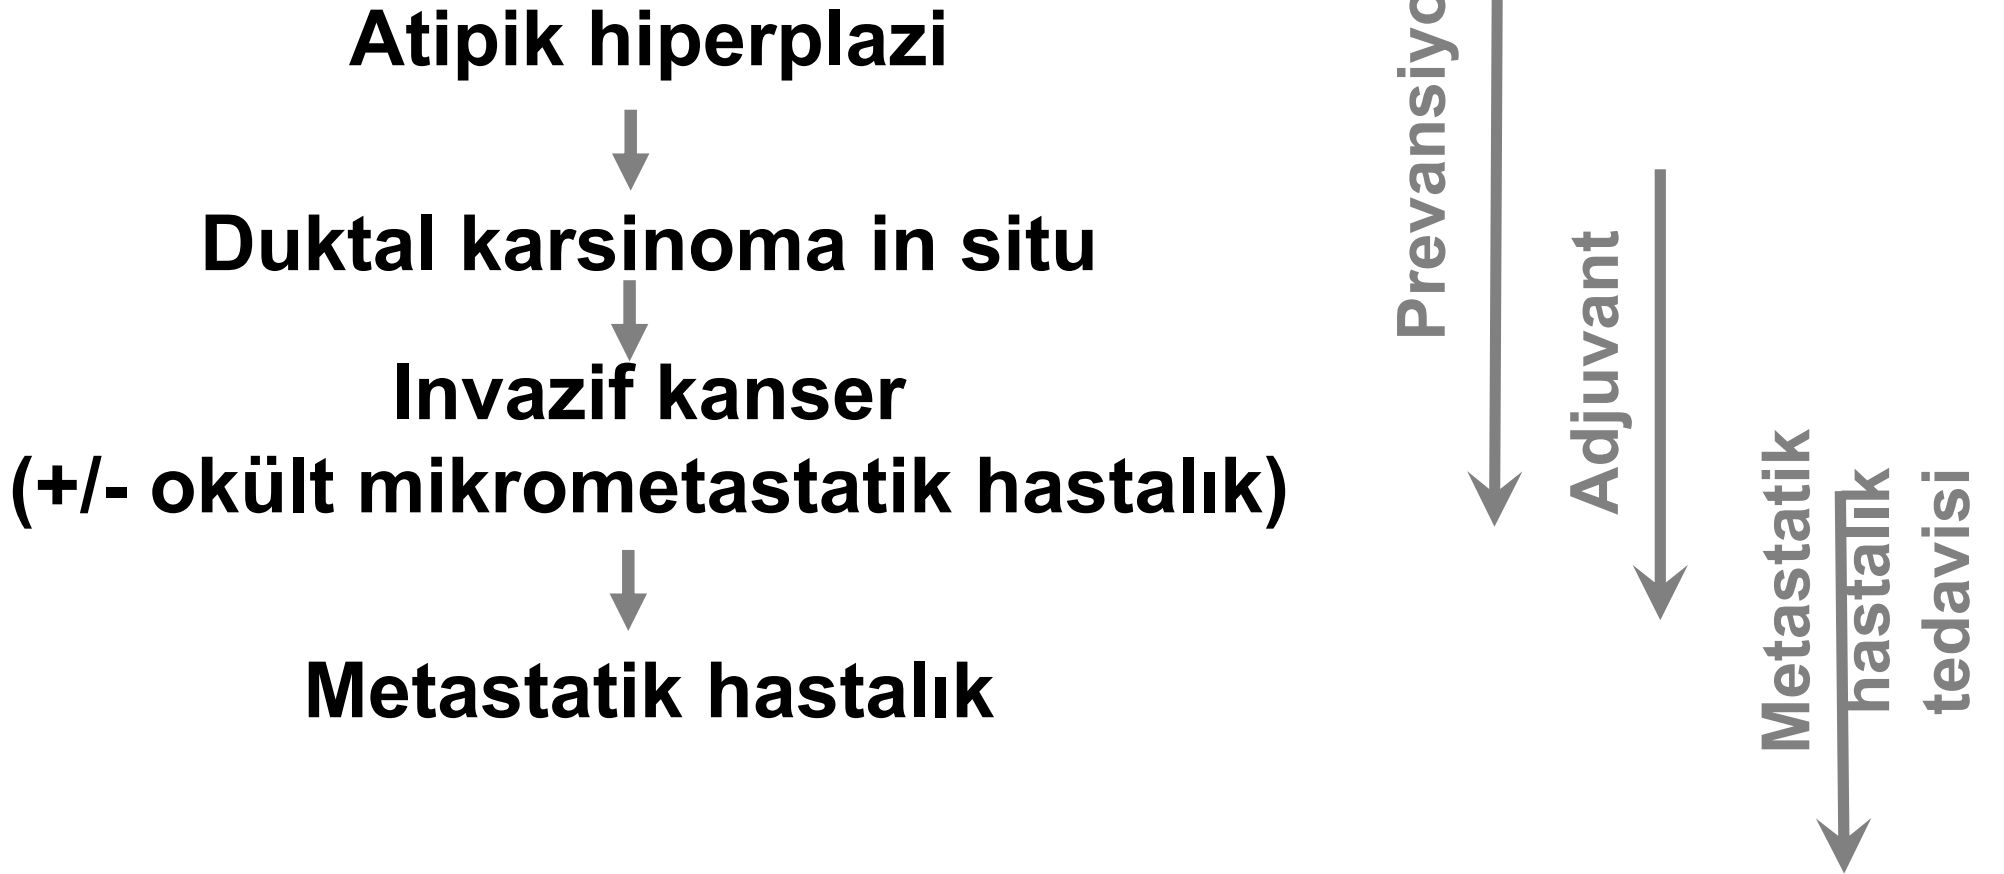 Atipik hiperplazi
Duktal karsinoma in situ
Invazif kanser
(+/- okült mikrometastatik hastalık)
Metastatik hastalık
Adjuvant
Metastatik
hastalık
tedavisi